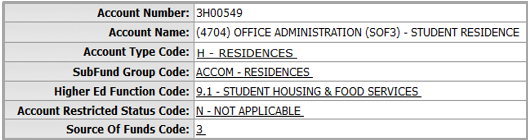 Account Number: 3H00549
Account Name: (4704) OFFICE ADMINISTRATION (SOF3) - STUDENT RESIDENCE
Account Type Code: H - RESIDENCES
SubFund Group Code: ACCOM - RESIDENCES
Higher Ed Function Code: 9.1 - STUDENT HOUSING & FOOD SERVICES
Account Restricted Status Code: N - NOT APPLICABLE
Source Of Funds Code: 3